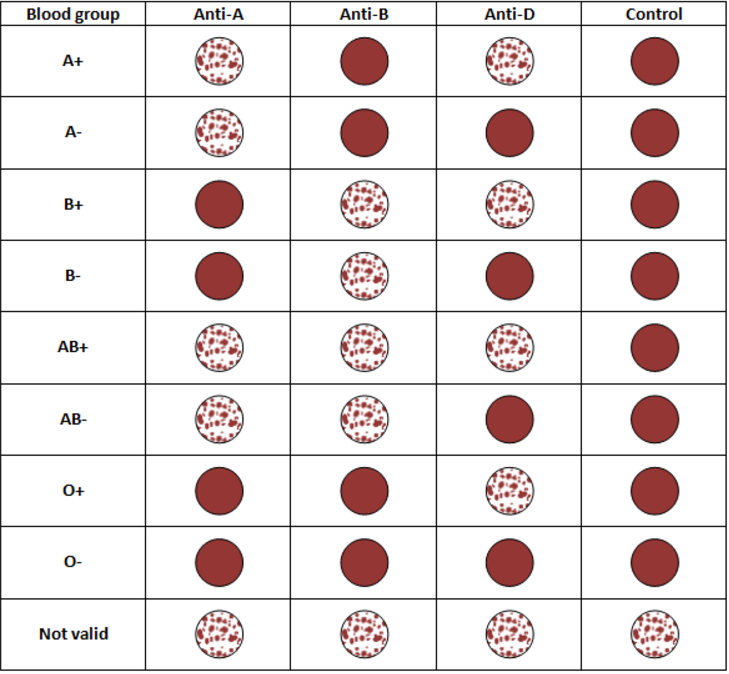 Blood group Anti-A Anti-B Anti-D Control
A+
A-
B+
B-
AB+
AB-
O+
O-
Not valid